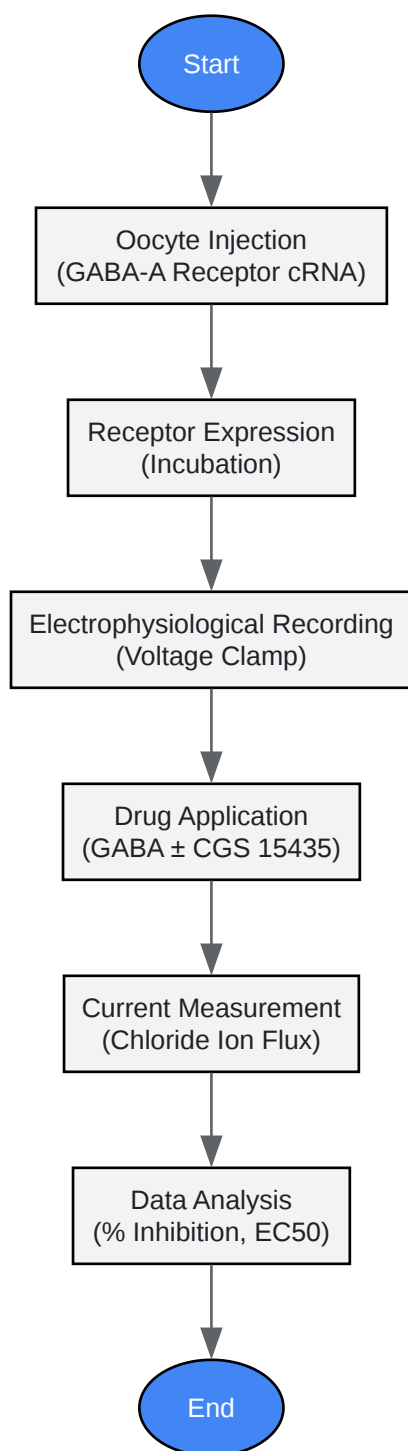 Start
Oocyte Injection
(GABA-A Receptor cRNA)
Receptor Expression
(Incubation)
Electrophysiological Recording
(Voltage Clamp)
Drug Application
(GABA ± CGS 15435)
Current Measurement
(Chloride Ion Flux)
Data Analysis
(% Inhibition, EC50)
End